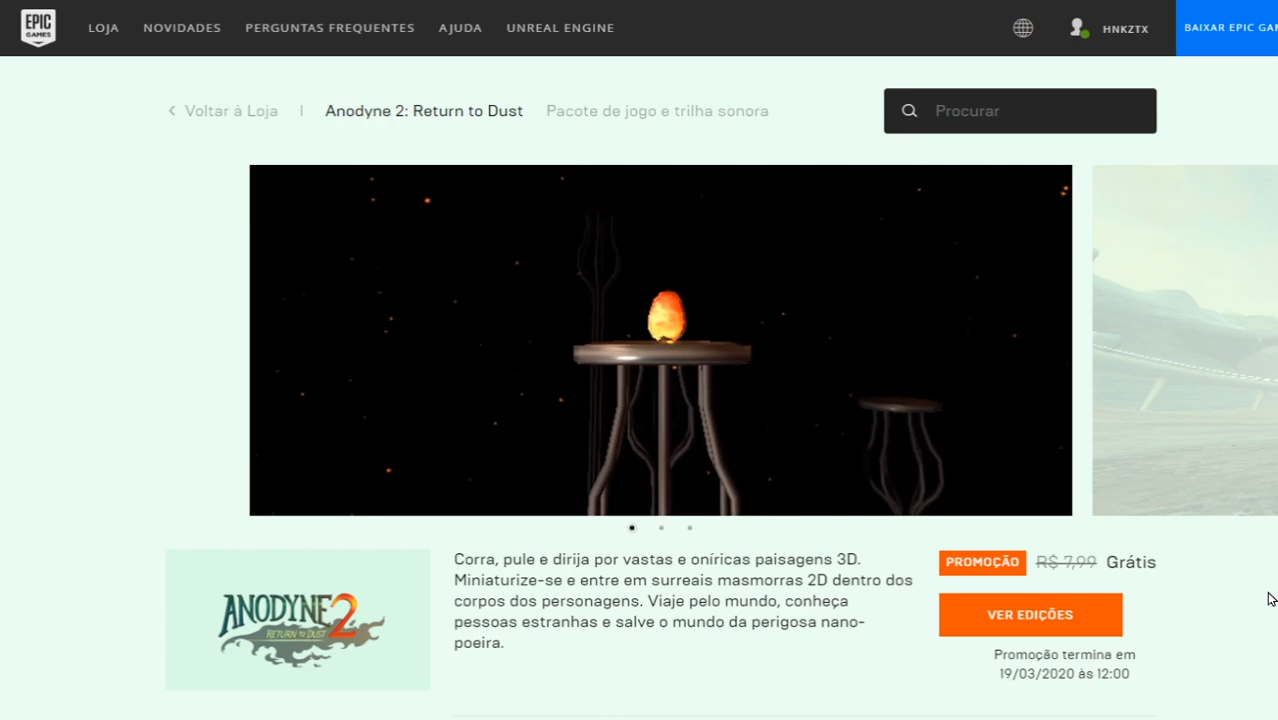 EPIC
GAMES
LOJA NOVIDADES PERGUNTAS FREQUENTES AJUDA UNREAL ENGINE HNKZTX BAIXAR EPIC GAM
Voltar à Loja | Anodyne 2: Return to Dust Pacote de jogo e trilha sonora Procurar
Corra, pule e dirija por vastas e oníricas paisagens 3D.
Miniaturize-se e entre em surreais masmorras 2D dentro dos
corpos dos personagens. Viaje pelo mundo, conheça
pessoas estranhas e salve o mundo da perigosa nano-
poeira.
ANODYNE 2
RETURN TO DUST
PROMOÇÃO R$ 7,99 Grátis
VER EDIÇÕES
Promoção termina em
19/03/2020 às 12:00